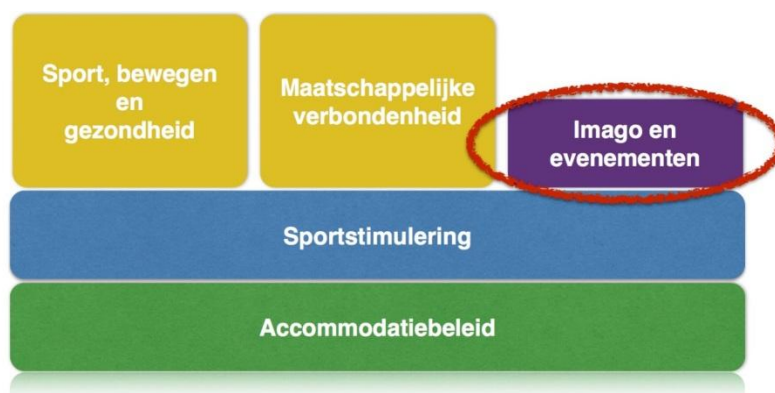 Sport, bewegen
en
gezondheid
Maatschappelijke
verbondenheid
Imago en
evenementen
Sportstimulering
Accommodatiebeleid